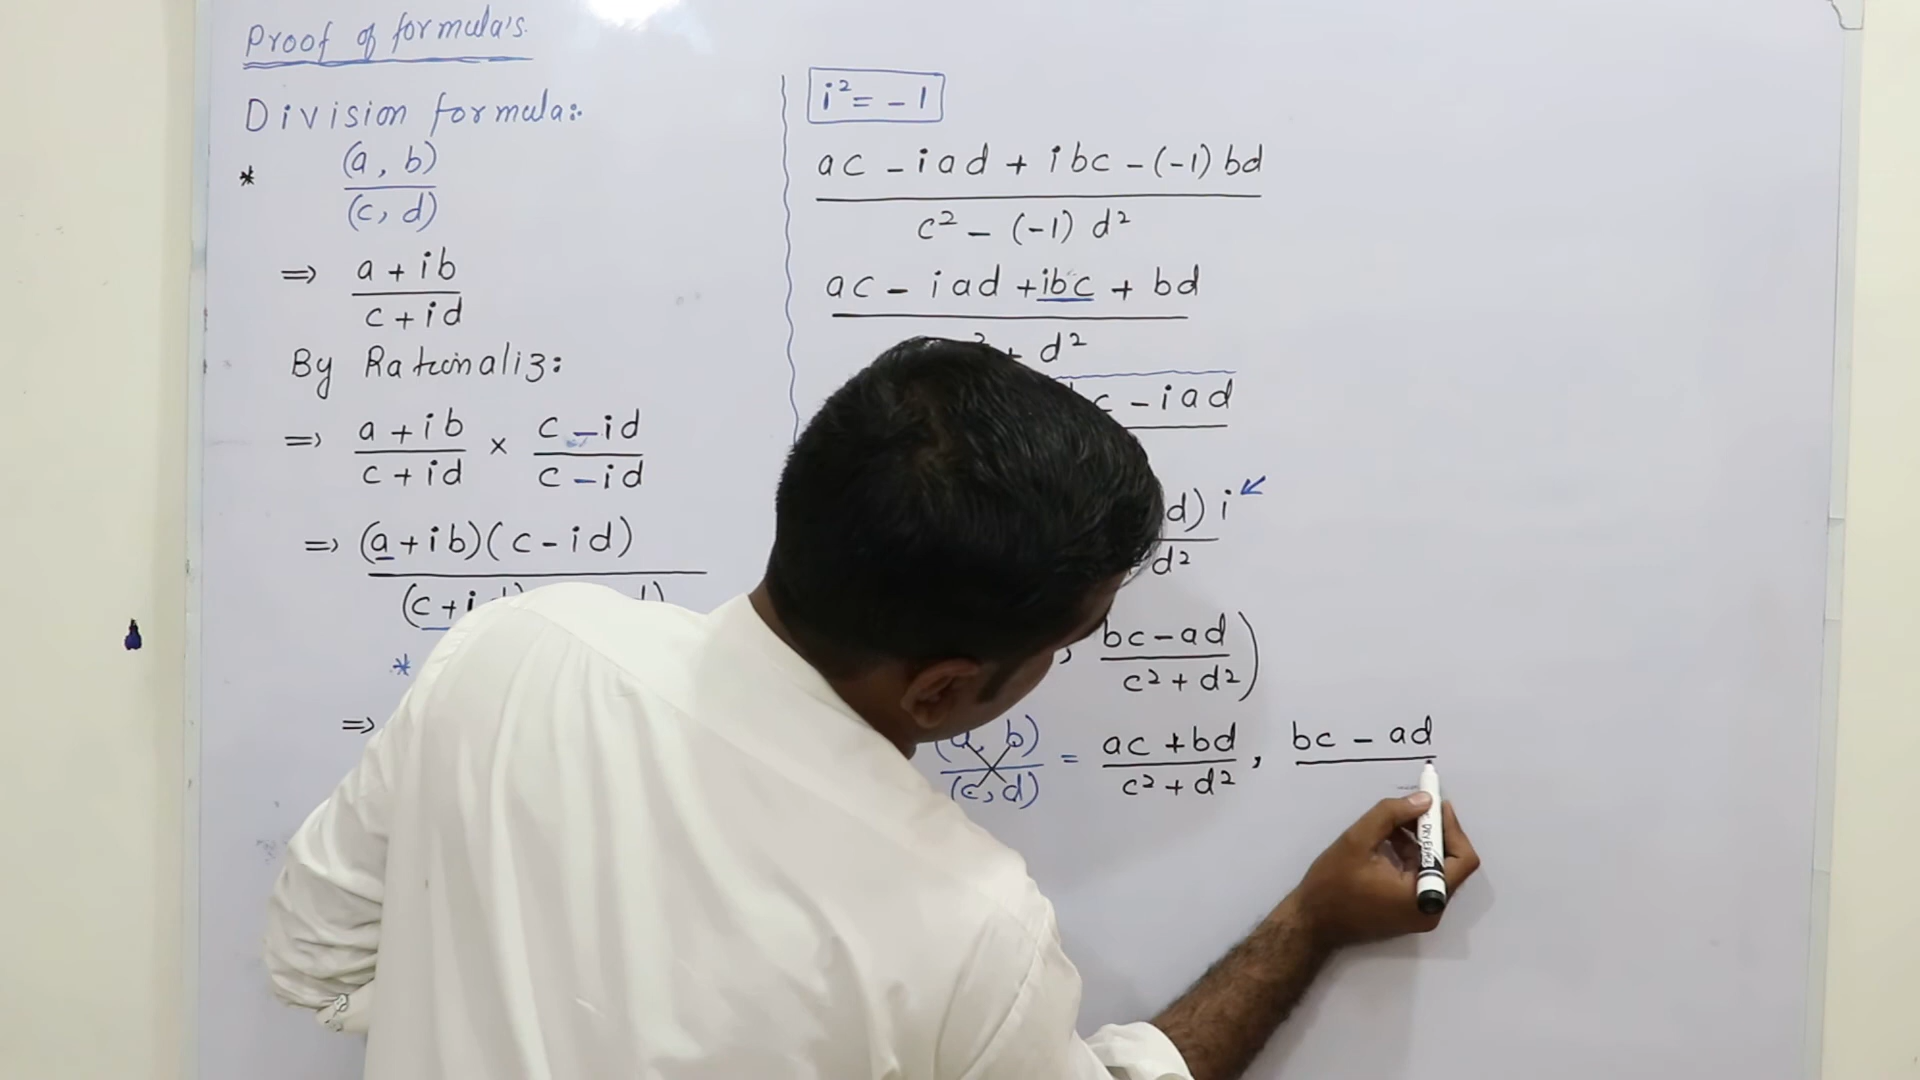 Proof of formula's.
Division formula:
* (a, b)
(c, d)
⇒ a + ib
c + id
By Rationaliz:
⇒ a + ib × c - id
c + id c - id
⇒ (a + ib)(c - id)
(c + i d)
*
⇒
i² = -1
ac - iad + ibc - (-1) bd
c² - (-1) d²
ac - iad + ibc + bd
² + d²
c - iad
d) i ↙
d²
, bc - ad )
c² + d²
(a, b) = ac + bd , bc - ad
(c, d) c² + d²